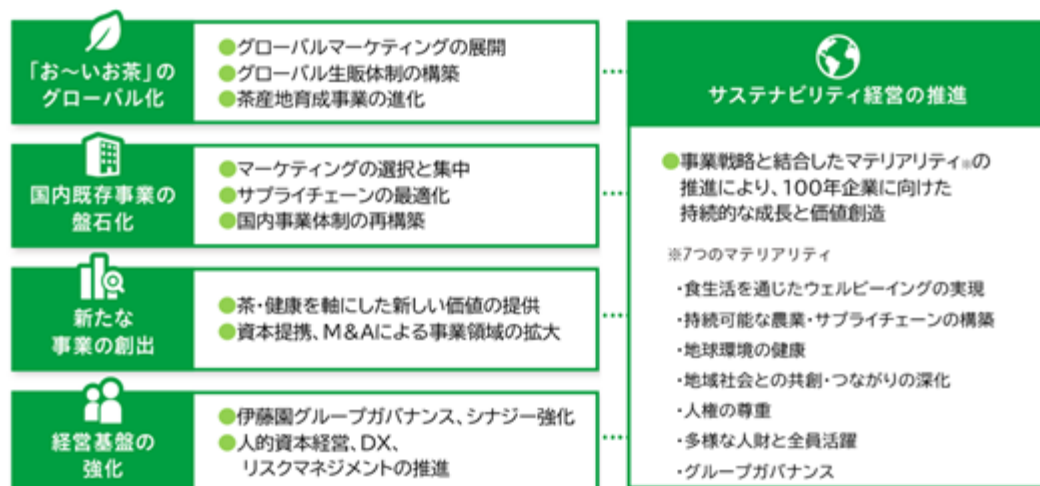 「お～いお茶」の
グローバル化
●グローバルマーケティングの展開
●グローバル生販体制の構築
●茶産地育成事業の進化
国内既存事業の
盤石化
●マーケティングの選択と集中
●サプライチェーンの最適化
●国内事業体制の再構築
新たな
事業の創出
●茶・健康を軸にした新しい価値の提供
●資本提携、M&Aによる事業領域の拡大
経営基盤の
強化
●伊藤園グループガバナンス、シナジー強化
●人的資本経営、DX、
リスクマネジメントの推進
サステナビリティ経営の推進
●事業戦略と結合したマテリアリティ※の
推進により、100年企業に向けた
持続的な成長と価値創造
※7つのマテリアリティ
・食生活を通じたウェルビーイングの実現
・持続可能な農業・サプライチェーンの構築
・地球環境の健康
・地域社会との共創・つながりの深化
・人権の尊重
・多様な人財と全員活躍
・グループガバナンス